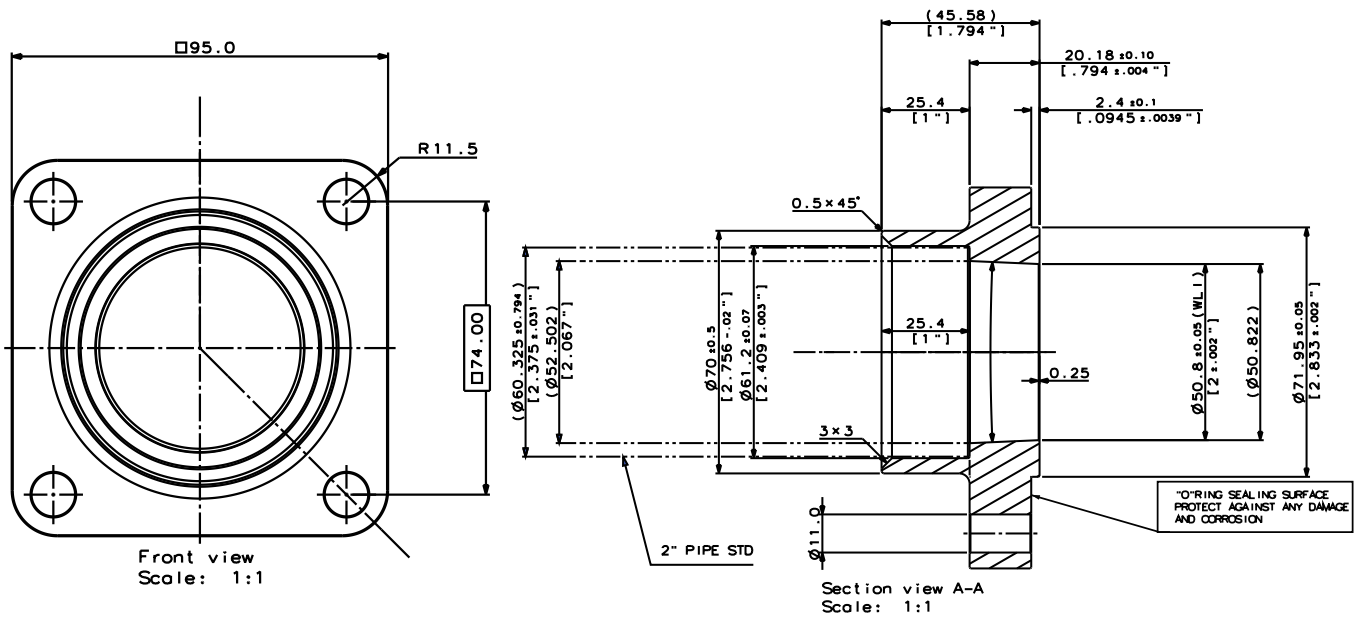 □95.0
R11.5
□74.00
Front view
Scale: 1:1
(45.58)
[1.794"]
20.18 ±0.10
[.794 ±.004"]
25.4
[1"]
2.4 ±0.1
[.0945 ±.0039"]
0.5×45°
(Ø60.325 ±0.794)
[2.375 ±.031"]
(Ø52.502)
[2.067"]
Ø70 ±0.5
[2.756 -.02"]
Ø61.2 ±0.07
[2.409 ±.003"]
25.4
[1"]
3×3
0.25
Ø50.8 ±0.05 (WL1)
[2 ±.002"]
(Ø50.822)
Ø71.95 ±0.05
[2.833 ±.002"]
2" PIPE STD
Ø11.0
"O"RING SEALING SURFACE
PROTECT AGAINST ANY DAMAGE
AND CORROSION
Section view A-A
Scale: 1:1